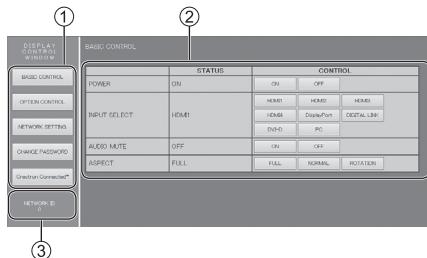 ①
②
DISPLAY
CONTROL
WINDOW
BASIC CONTROL
BASIC CONTROL
OPTION CONTROL
NETWORK SETTING
CHANGE PASSWORD
Crestron Connected™
NETWORK ID
0
STATUS CONTROL
POWER ON ON OFF
INPUT SELECT HDMI1 HDMI1 HDMI2 HDMI3
HDMI4 DisplayPort DIGITAL LINK
DVI-D PC
AUDIO MUTE OFF ON OFF
ASPECT FULL FULL NORMAL ROTATION
③